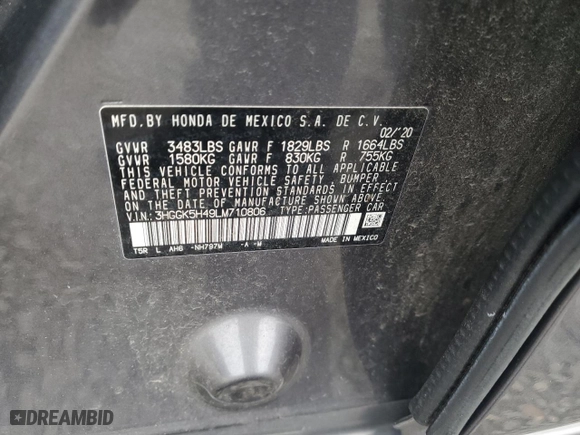 MFD.BY HONDA DE MEXICO S.A. DE C.V.
02/'20
GVWR 3483LBS GAWR F 1829LBS R 1664LBS
GVWR 1580KG GAWR F 830KG R 755KG
THIS VEHICLE CONFORMS TO ALL APPLICABLE
FEDERAL MOTOR VEHICLE SAFETY, BUMPER
AND THEFT PREVENTION STANDARDS IN EFFECT
ON THE DATE OF MANUFACTURE SHOWN ABOVE.
V.I.N.: 3HGGK5H49LM710806 TYPE:PASSENGER CAR
T5R L AH6 -NH797M -A -M MADE IN MEXICO
DREAMBID